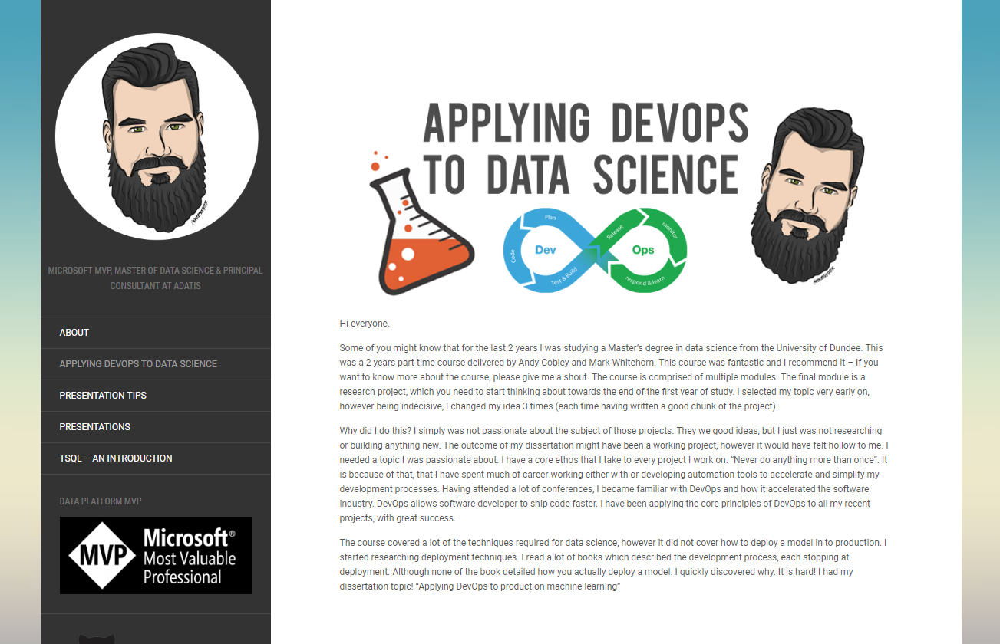 MICROSOFT MVP, MASTER OF DATA SCIENCE & PRINCIPAL
CONSULTANT AT ADATIS
ABOUT
APPLYING DEVOPS TO DATA SCIENCE
PRESENTATION TIPS
PRESENTATIONS
TSQL – AN INTRODUCTION
DATA PLATFORM MVP
MVP
Microsoft®
Most Valuable
Professional
APPLYING DEVOPS
TO DATA SCIENCE
Plan
Code
Dev
Test & Build
Release
monitor
Ops
respond & learn
Hi everyone.
Some of you might know that for the last 2 years I was studying a Master’s degree in data science from the University of Dundee. This
was a 2 years part-time course delivered by Andy Cobley and Mark Whitehorn. This course was fantastic and I recommend it – If you
want to know more about the course, please give me a shout. The course is comprised of multiple modules. The final module is a
research project, which you need to start thinking about towards the end of the first year of study. I selected my topic very early on,
however being indecisive, I changed my idea 3 times (each time having written a good chunk of the project).
Why did I do this? I simply was not passionate about the subject of those projects. They we good ideas, but I just was not researching
or building anything new. The outcome of my dissertation might have been a working project, however it would have felt hollow to me. I
needed a topic I was passionate about. I have a core ethos that I take to every project I work on. “Never do anything more than once”. It
is because of that, that I have spent much of career working either with or developing automation tools to accelerate and simplify my
development processes. Having attended a lot of conferences, I became familiar with DevOps and how it accelerated the software
industry. DevOps allows software developer to ship code faster. I have been applying the core principles of DevOps to all my recent
projects, with great success.
The course covered a lot of the techniques required for data science, however it did not cover how to deploy a model in to production. I
started researching deployment techniques. I read a lot of books which described the development process, each stopping at
deployment. Although none of the book detailed how you actually deploy a model. I quickly discovered why. It is hard! I had my
dissertation topic! “Applying DevOps to production machine learning”